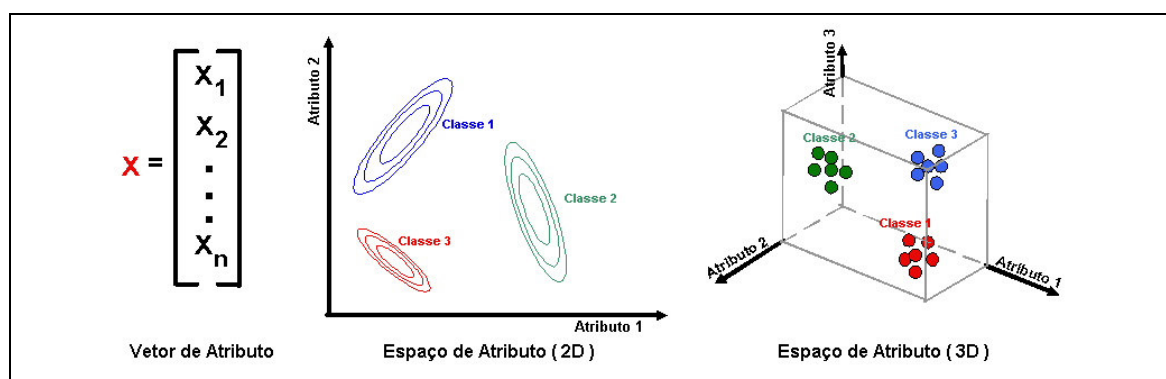 X =
X1
X2
.
.
.
Xn
Vetor de Atributo
Atributo 2
Classe 1
Classe 2
Classe 3
Atributo 1
Espaço de Atributo ( 2D )
Atributo 3
Classe 2
Classe 3
Classe 1
Atributo 2
Atributo 1
Espaço de Atributo ( 3D )